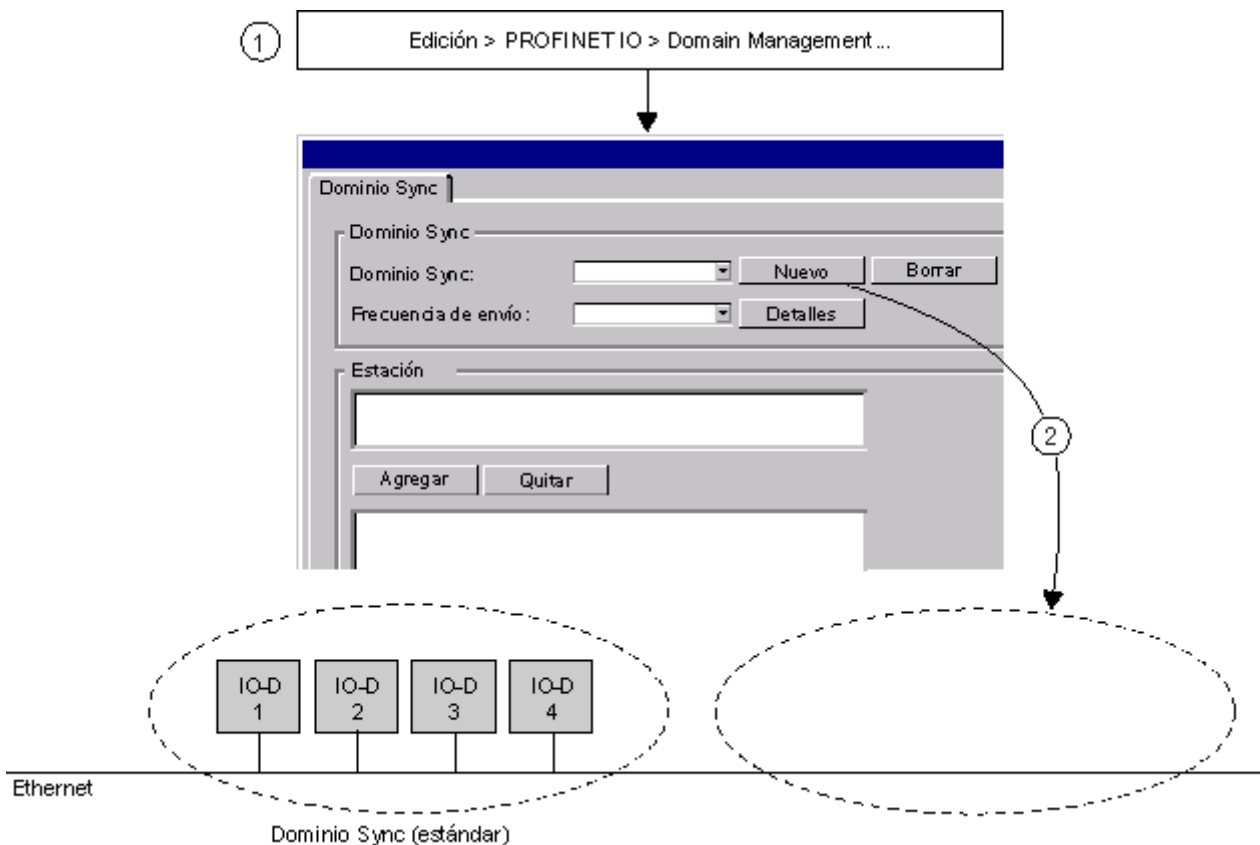 1
Edición > PROFINET IO > Domain Management...
Dominio Sync
Dominio Sync
Dominio Sync:
Nuevo
Borrar
Frecuencia de envío:
Detalles
Estación
2
Agregar
Quitar
IO-D
1
IO-D
2
IO-D
3
IO-D
4
Ethernet
Dominio Sync (estándar)